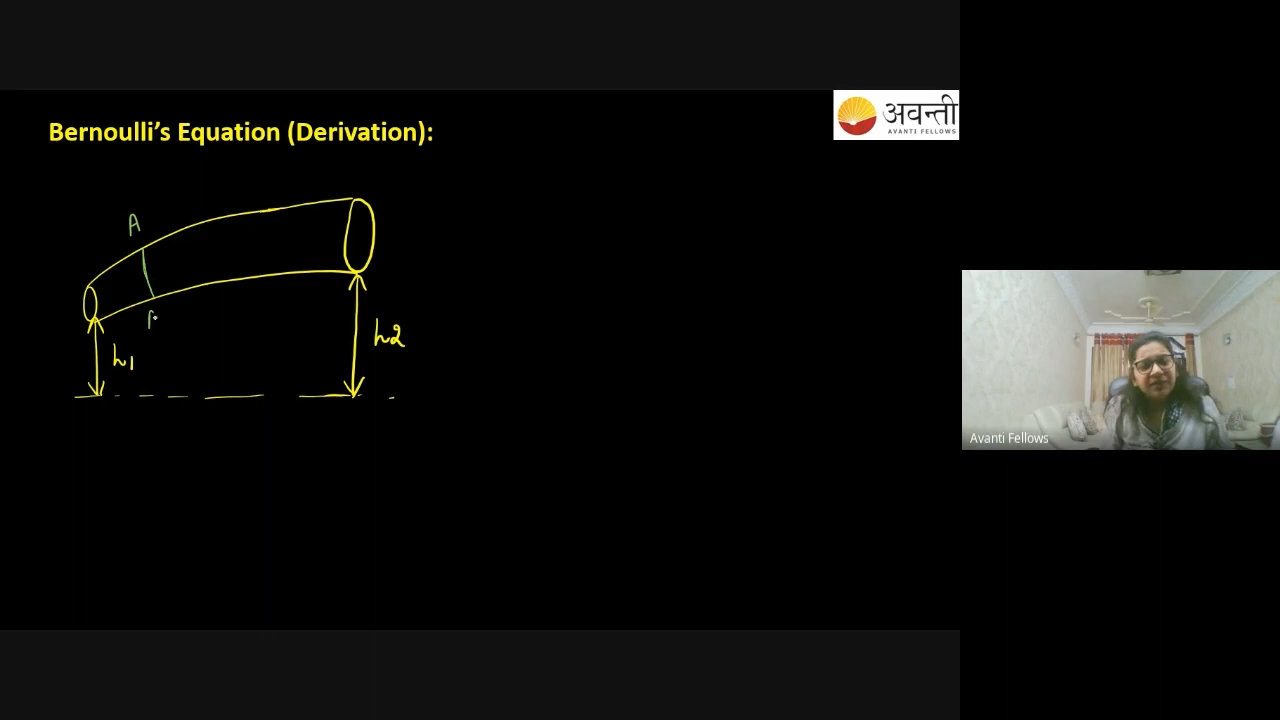 Bernoulli's Equation (Derivation):
अवन्ती
AVANTI FELLOWS
A
h1
h2
Avanti Fellows